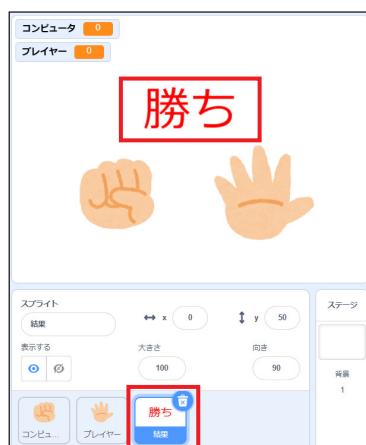 コンピュータ 0
プレイヤー 0
勝ち
スプライト
結果
x 0
y 50
ステージ
表示する
大きさ
向き
100
90
背景
1
勝ち
コンピュ...
プレイヤー
結果